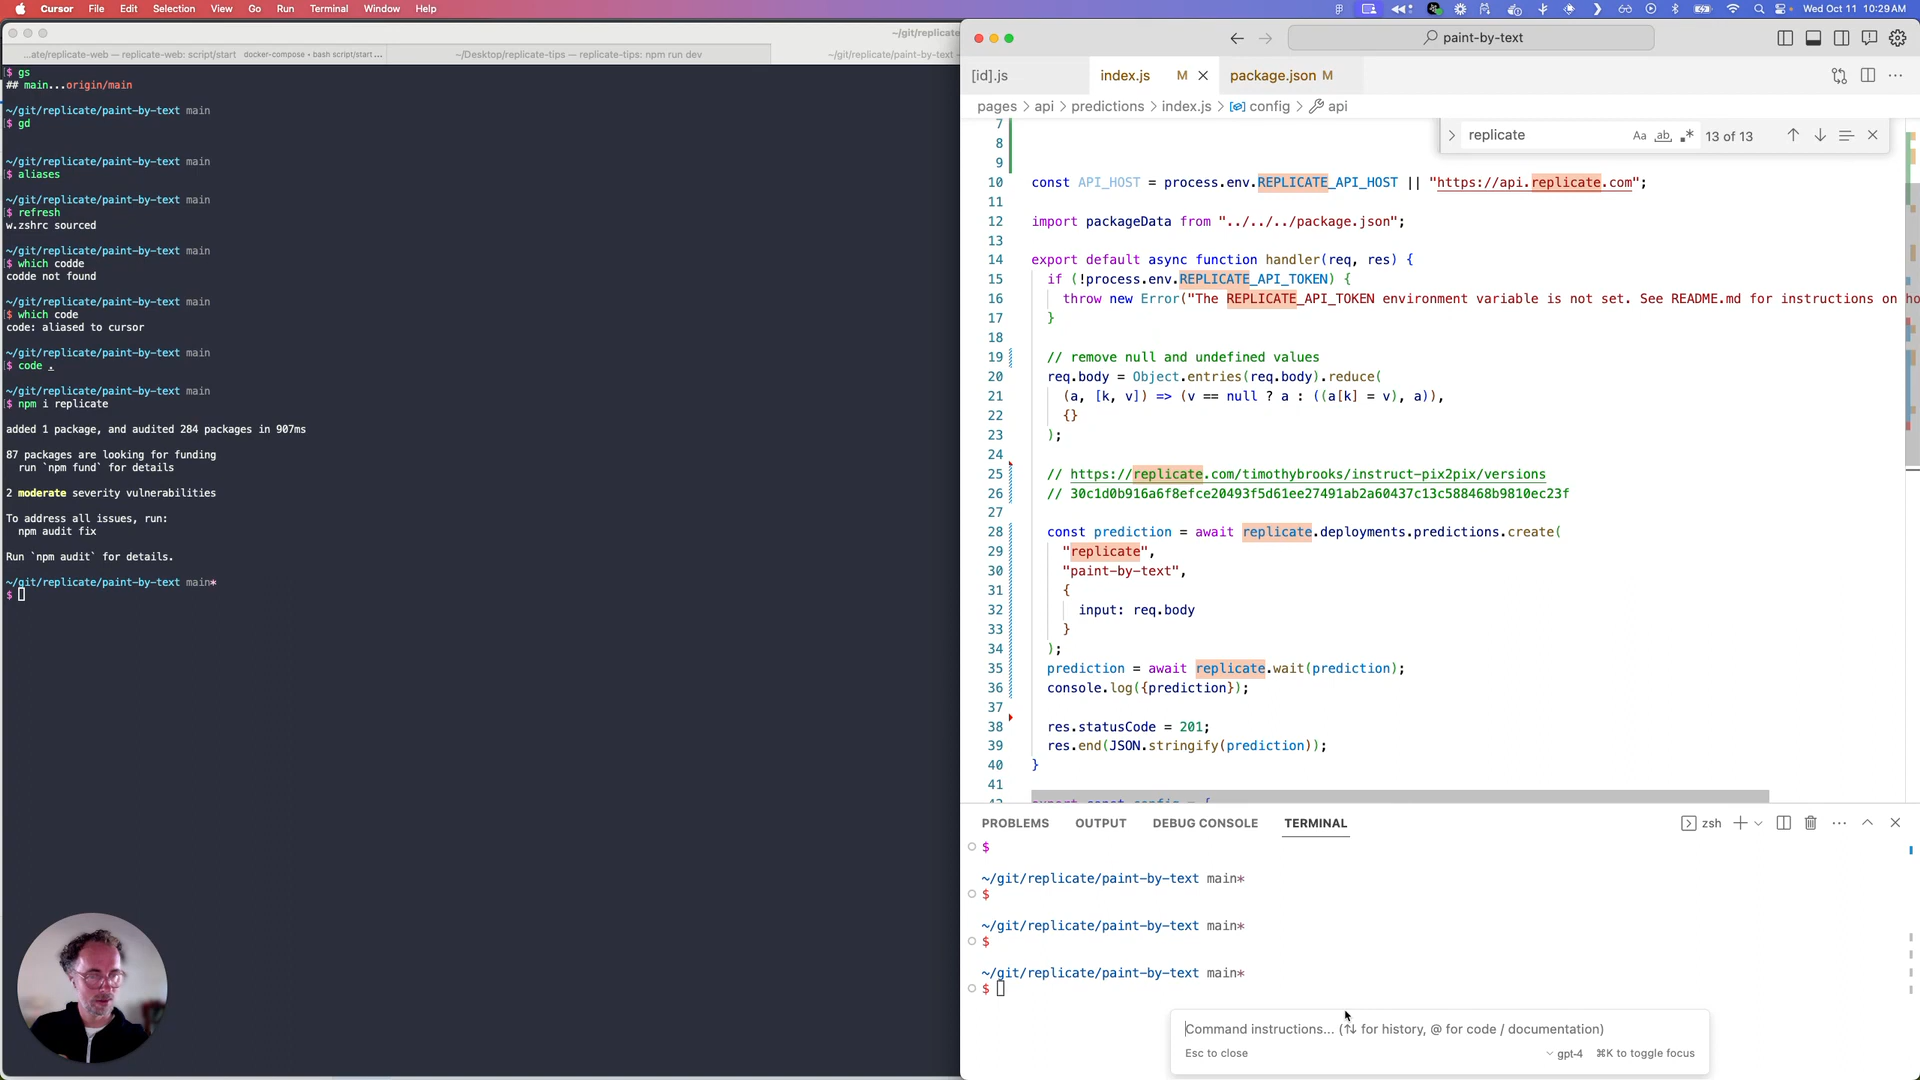 Cursor File Edit Selection View Go Run Terminal Window Help
Wed Oct 11 10:29 AM
~/git/replicate
...ate/replicate-web — replicate-web: script/start docker-compose • bash script/start...
~/Desktop/replicate-tips — replicate-tips: npm run dev
~/git/replicate/paint-by-text —
$ gs
## main...origin/main
~/git/replicate/paint-by-text main
$ gd
~/git/replicate/paint-by-text main
$ aliases
~/git/replicate/paint-by-text main
$ refresh
w.zshrc sourced
~/git/replicate/paint-by-text main
$ which codde
codde not found
~/git/replicate/paint-by-text main
$ which code
code: aliased to cursor
~/git/replicate/paint-by-text main
$ code .
~/git/replicate/paint-by-text main
$ npm i replicate
added 1 package, and audited 284 packages in 907ms
87 packages are looking for funding
run `npm fund` for details
2 moderate severity vulnerabilities
To address all issues, run:
npm audit fix
Run `npm audit` for details.
~/git/replicate/paint-by-text main*
$
paint-by-text
[id].js
index.js M
package.json M
pages > api > predictions > index.js > config > api
replicate Aa ab 13 of 13
7
8
9
10 const API_HOST = process.env.REPLICATE_API_HOST || "https://api.replicate.com";
11
12 import packageData from "../../../package.json";
13
14 export default async function handler(req, res) {
15 if (!process.env.REPLICATE_API_TOKEN) {
16 throw new Error("The REPLICATE_API_TOKEN environment variable is not set. See README.md for instructions on ho
17 }
18
19 // remove null and undefined values
20 req.body = Object.entries(req.body).reduce(
21 (a, [k, v]) => (v == null ? a : ((a[k] = v), a)),
22 {}
23 );
24
25 // https://replicate.com/timothybrooks/instruct-pix2pix/versions
26 // 30c1d0b916a6f8efce20493f5d61ee27491ab2a60437c13c588468b9810ec23f
27
28 const prediction = await replicate.deployments.predictions.create(
29 "replicate",
30 "paint-by-text",
31 {
32 input: req.body
33 }
34 );
35 prediction = await replicate.wait(prediction);
36 console.log({prediction});
37
38 res.statusCode = 201;
39 res.end(JSON.stringify(prediction));
40 }
41
42 export const config = {
PROBLEMS OUTPUT DEBUG CONSOLE TERMINAL
zsh
$
~/git/replicate/paint-by-text main*
$
~/git/replicate/paint-by-text main*
$
~/git/replicate/paint-by-text main*
$
Command instructions... (↑↓ for history, @ for code / documentation)
Esc to close
gpt-4 ⌘K to toggle focus